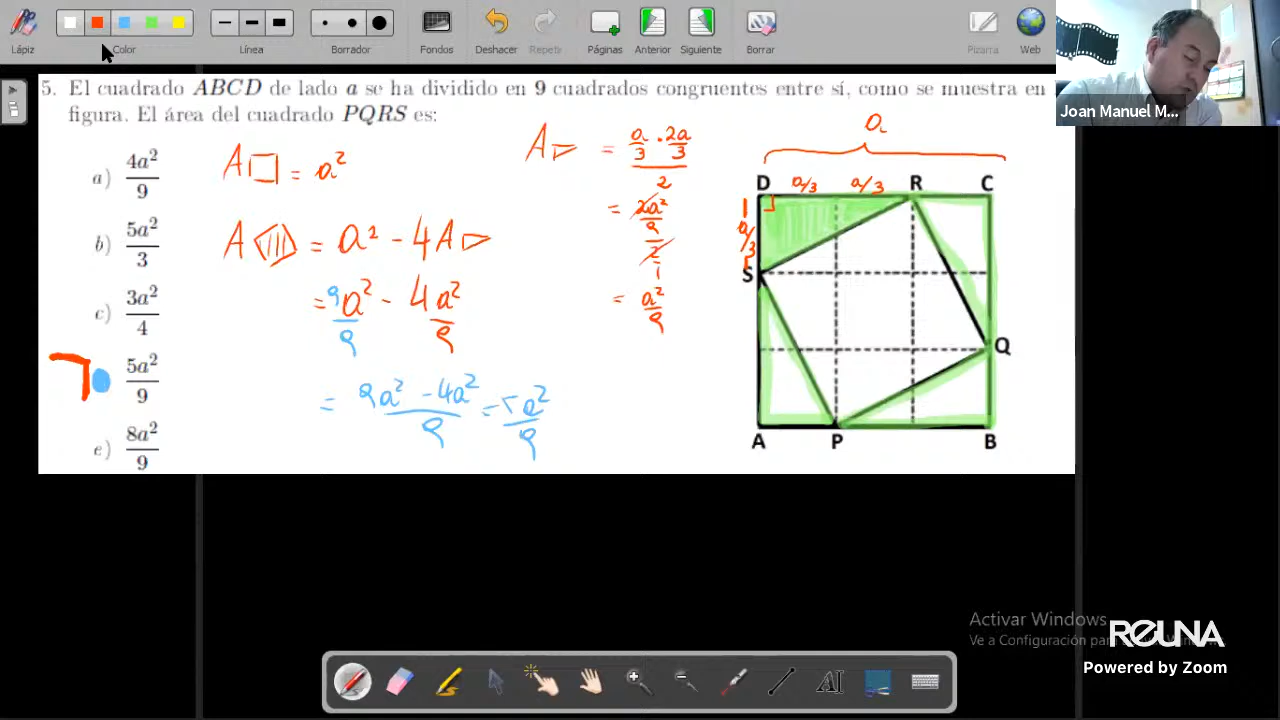 Lápiz Color Línea Borrador Fondos Deshacer Repetir Páginas Anterior Siguiente Borrar Pizarra Web
Joan Manuel M...
5. El cuadrado ABCD de lado a se ha dividido en 9 cuadrados congruentes entre sí, como se muestra en
figura. El área del cuadrado PQRS es:
a) 4a²/9
b) 5a²/3
c) 3a²/4
5a²/9
e) 8a²/9
A□ = a²
A = a² - 4A▷
= 9a²/9 - 4a²/9
= 9a² - 4a²/9 = 5a²/9
A▷ = a/3 · 2a/3 / 2
= 2a²/9 / 2
1
= a²/9
a
D a/3 a/3 R C
a/3
S
Q
A P B
Activar Windows
Ve a Configuración par
REUNA
Powered by Zoom
AI